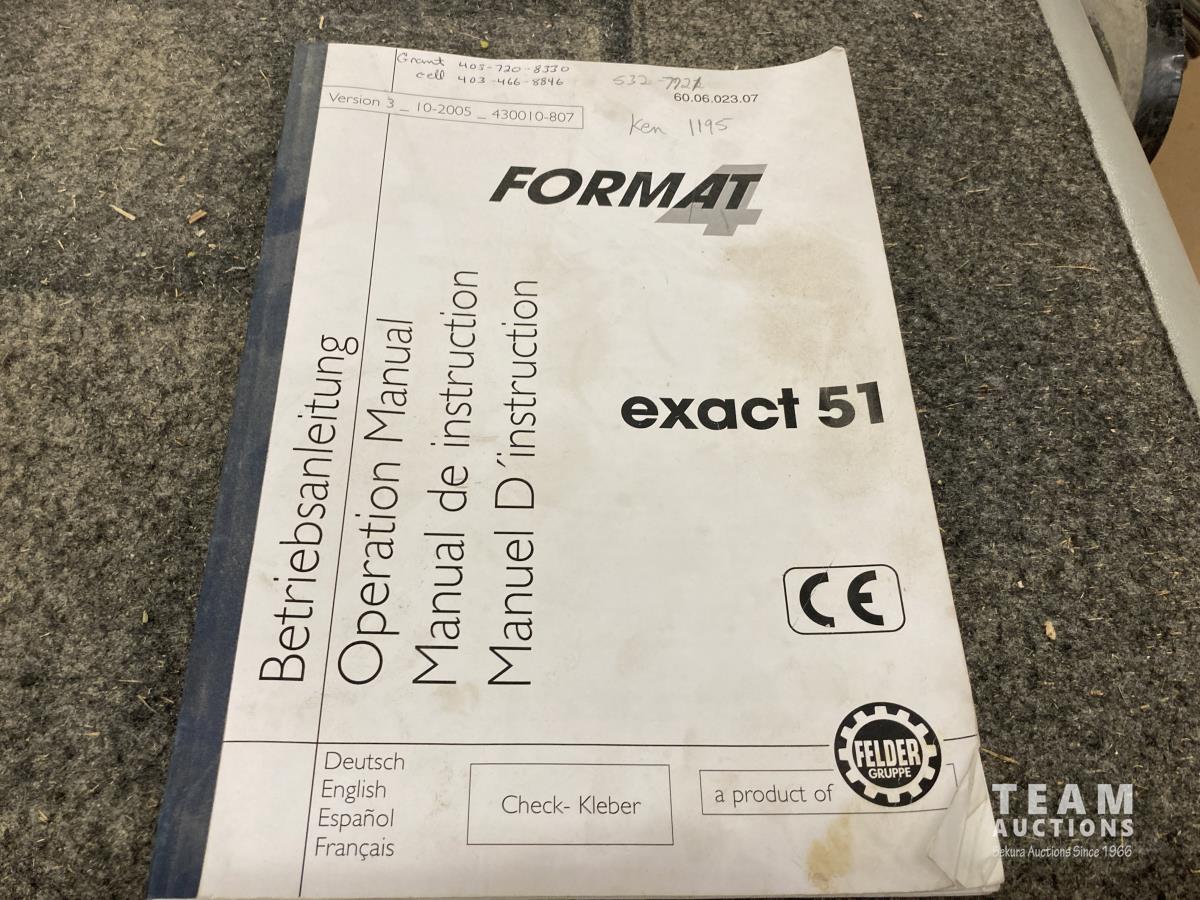 Grant 403-720-8330
cell 403-466-8846
532-7721
60.06.023.07
Version 3 _ 10-2005 _ 430010-807
Ken 1195
FORMAT4
exact 51
Betriebsanleitung
Operation Manual
Manual de instruction
Manuel D´instruction
CE
Deutsch
English
Español
Français
Check- Kleber
a product of
FELDER
GRUPPE
TEAM
AUCTIONS
Bekura Auctions Since 1966